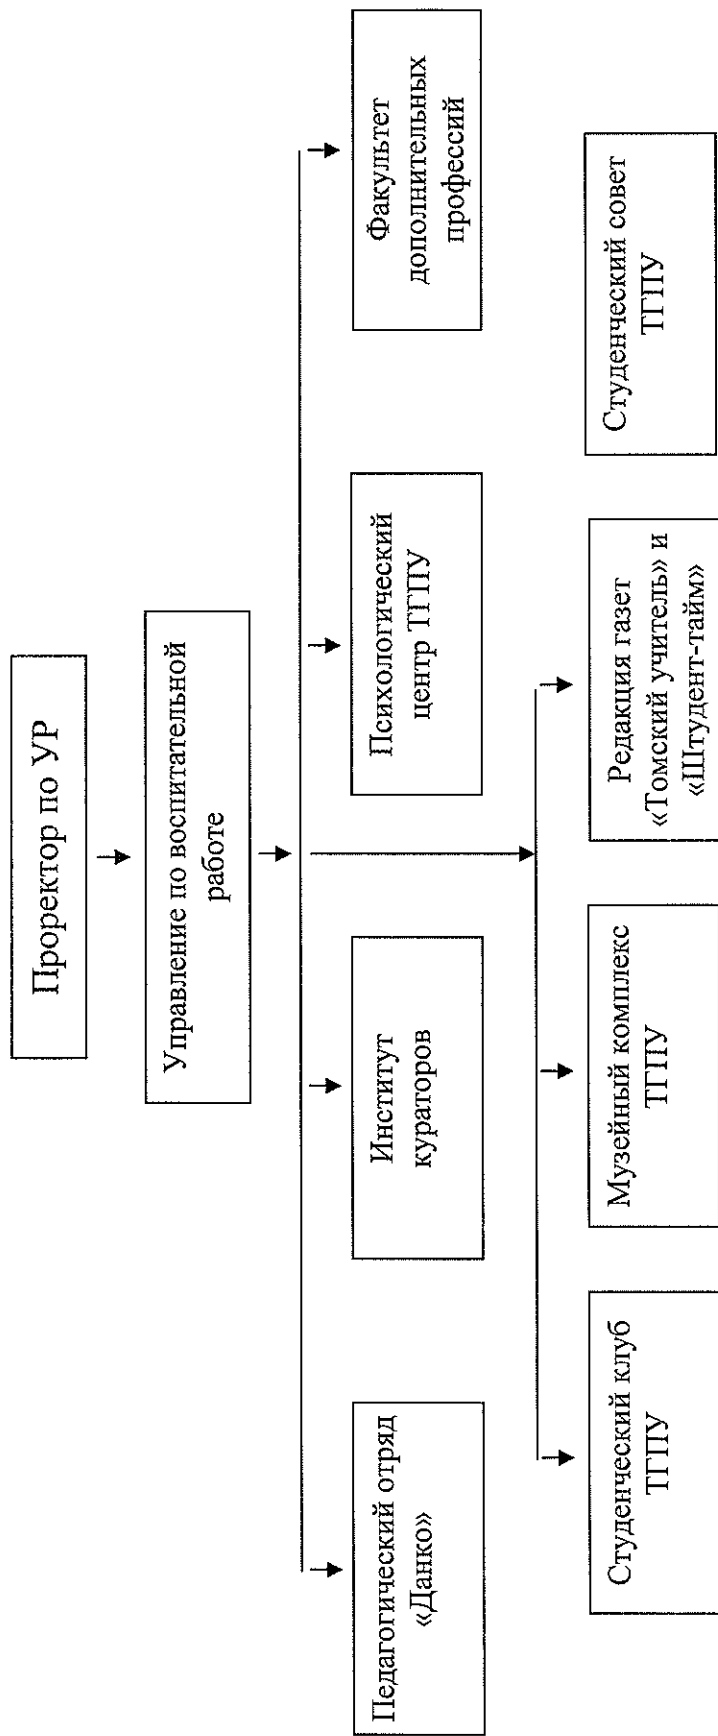 Проректор по УР
Управление по воспитательной
работе
Педагогический отряд
«Данко»
Институт
кураторов
Психологический
центр ТГПУ
Факультет
дополнительных
профессий
Студенческий клуб
ТГПУ
Музейный комплекс
ТГПУ
Редакция газет
«Томский учитель» и
«Штудент-тайм»
Студенческий совет
ТГПУ